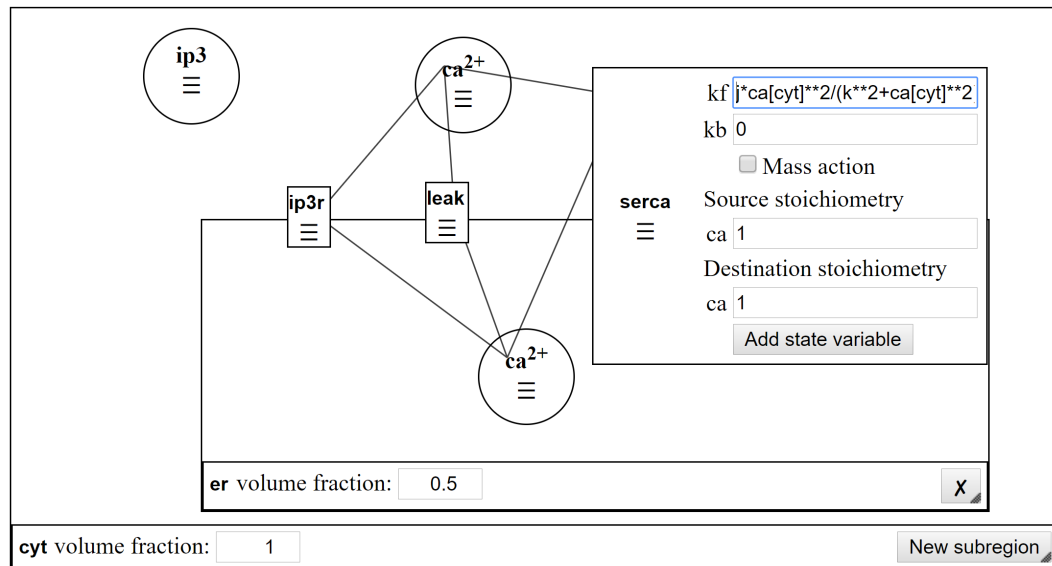 ip3
ca²⁺
kf j*ca[cyt]**2/(k**2+ca[cyt]**2
kb 0
Mass action
ip3r
leak
serca
Source stoichiometry
ca 1
Destination stoichiometry
ca 1
Add state variable
ca²⁺
er volume fraction: 0.5
✗
cyt volume fraction: 1
New subregion